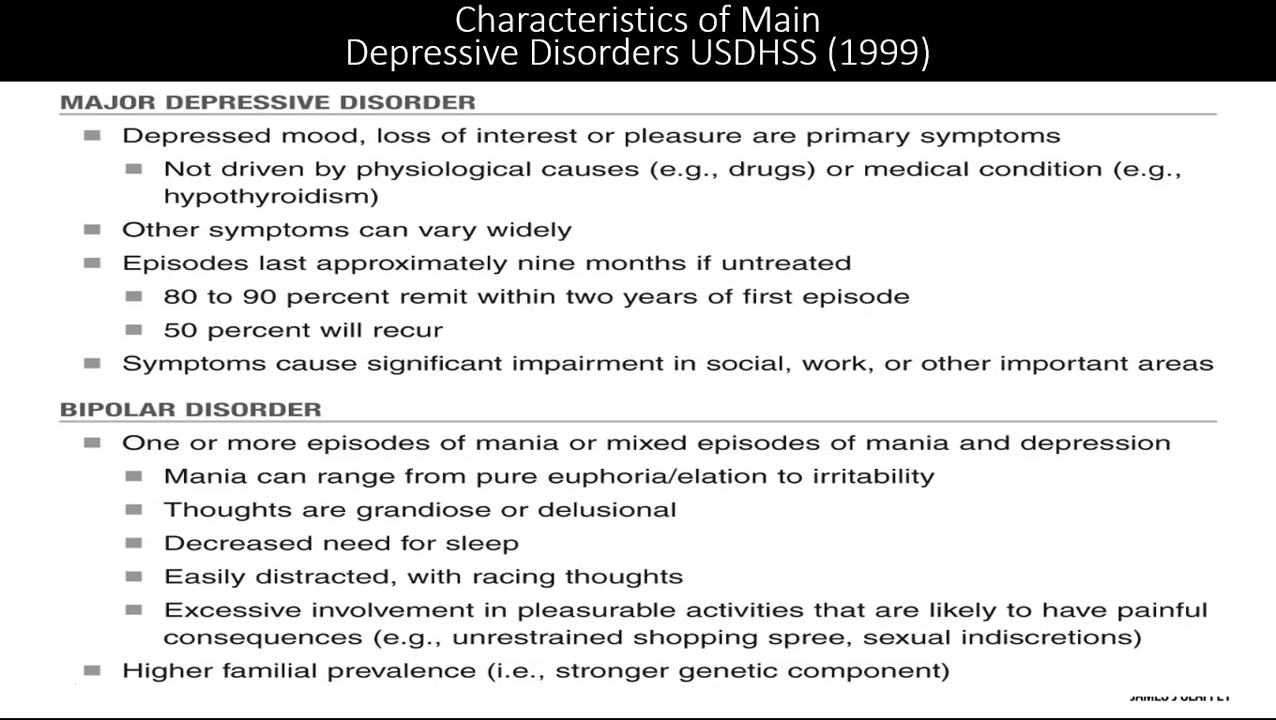 Characteristics of Main
Depressive Disorders USDHSS (1999)
MAJOR DEPRESSIVE DISORDER
Depressed mood, loss of interest or pleasure are primary symptoms
Not driven by physiological causes (e.g., drugs) or medical condition (e.g.,
hypothyroidism)
Other symptoms can vary widely
Episodes last approximately nine months if untreated
80 to 90 percent remit within two years of first episode
50 percent will recur
Symptoms cause significant impairment in social, work, or other important areas
BIPOLAR DISORDER
One or more episodes of mania or mixed episodes of mania and depression
Mania can range from pure euphoria/elation to irritability
Thoughts are grandiose or delusional
Decreased need for sleep
Easily distracted, with racing thoughts
Excessive involvement in pleasurable activities that are likely to have painful
consequences (e.g., unrestrained shopping spree, sexual indiscretions)
Higher familial prevalence (i.e., stronger genetic component)
JAMES J